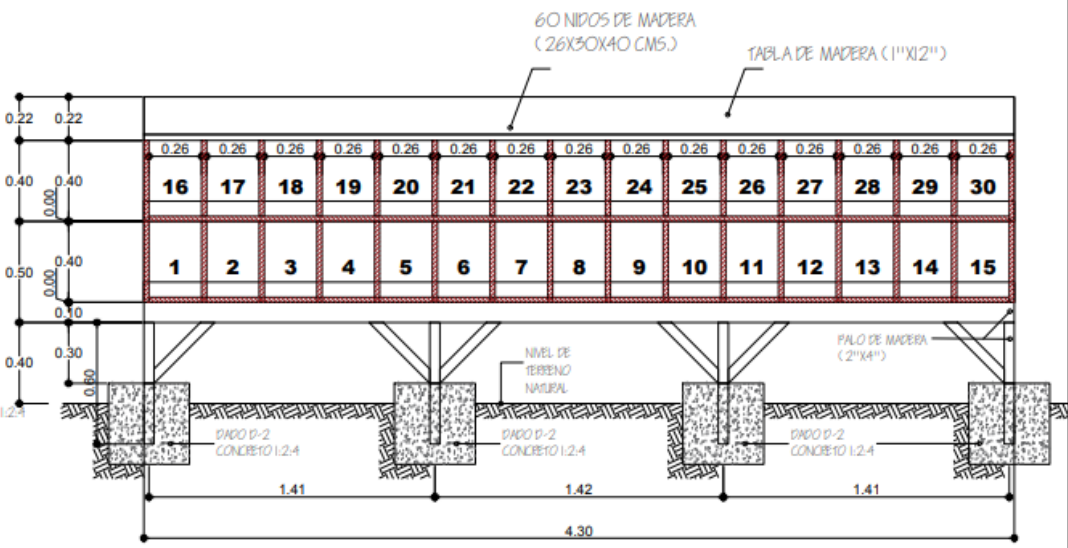 60 NIDOS DE MADERA
(26X30X40 CMS.)
TABLA DE MADERA (1"X12")
0.22 0.22
0.26 0.26 0.26 0.26 0.26 0.26 0.26 0.26 0.26 0.26 0.26 0.26 0.26 0.26 0.26
0.40 0.40
16 17 18 19 20 21 22 23 24 25 26 27 28 29 30
0.00
0.50 0.40
1 2 3 4 5 6 7 8 9 10 11 12 13 14 15
0.00
0.10
0.40 0.30
0.60
PALO DE MADERA
(2"X4")
NIVEL DE
TERRENO
NATURAL
1:2:4
DADO D-2
CONCRETO 1:2:4
DADO D-2
CONCRETO 1:2:4
DADO D-2
CONCRETO 1:2:4
1.41 1.42 1.41
4.30